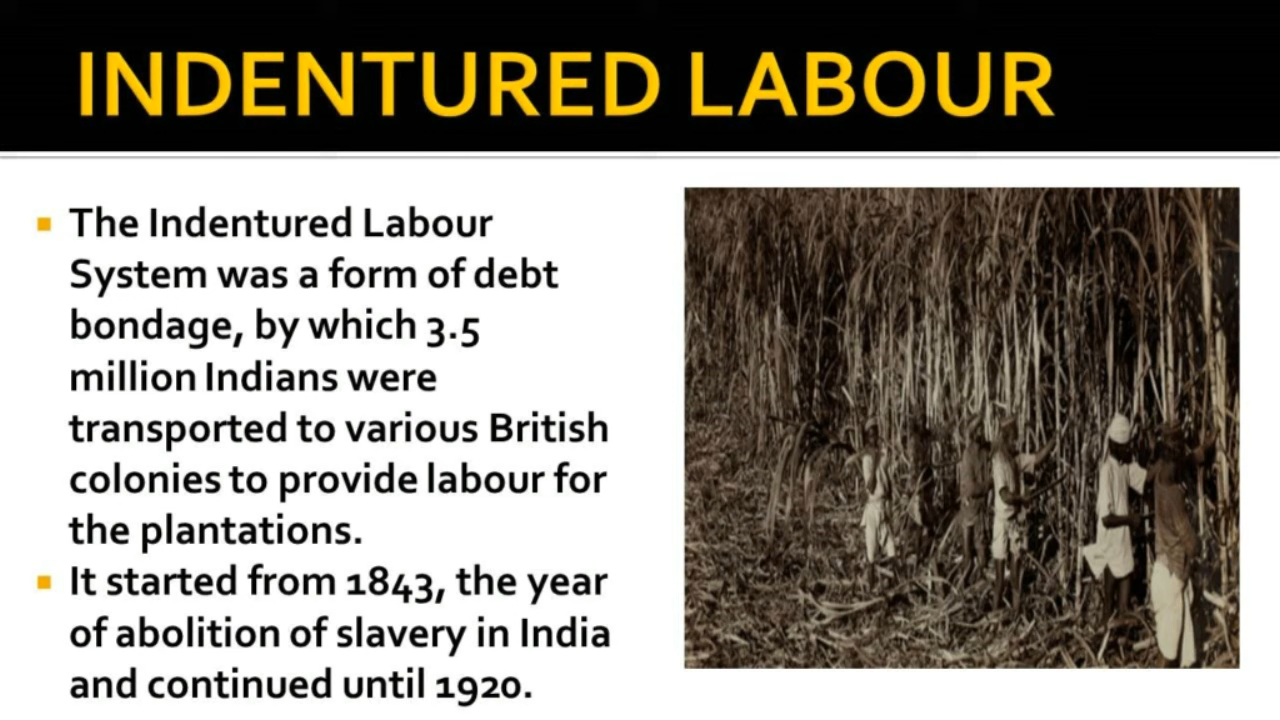 INDENTURED LABOUR
The Indentured Labour
System was a form of debt
bondage, by which 3.5
million Indians were
transported to various British
colonies to provide labour for
the plantations.
It started from 1843, the year
of abolition of slavery in India
and continued until 1920.